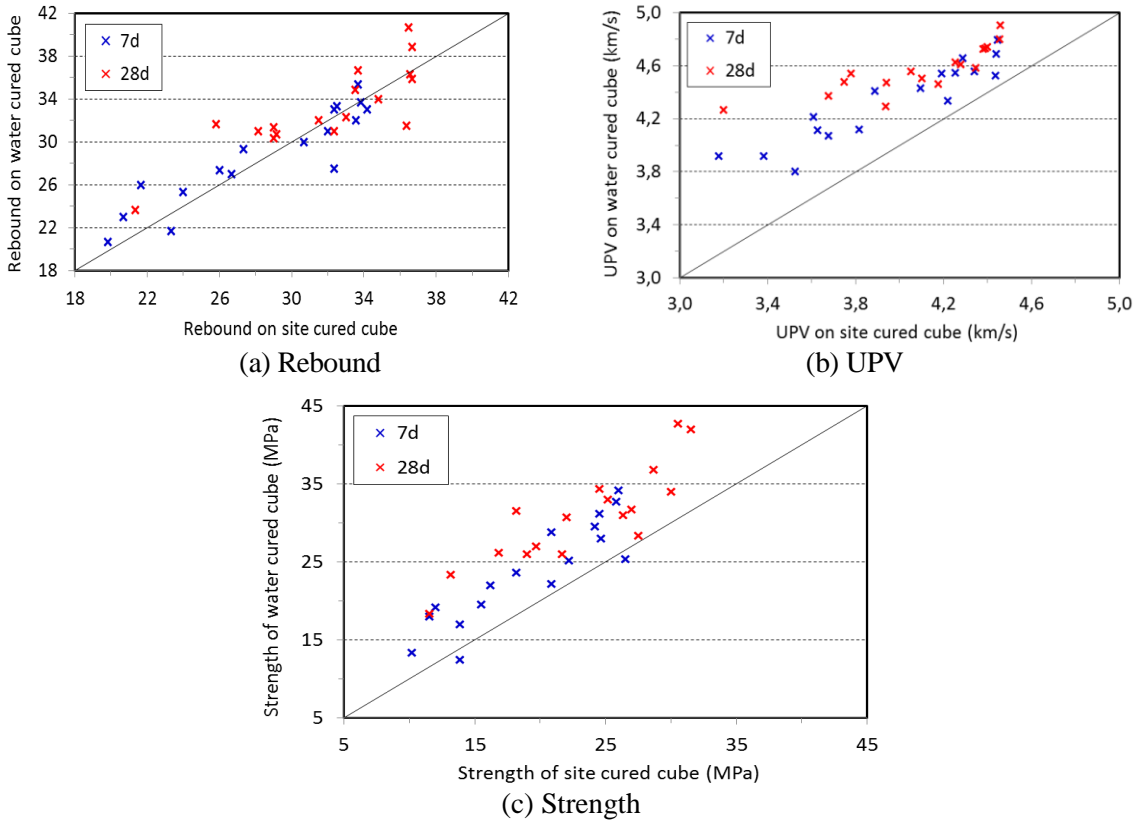 42
38
34
30
26
22
18
Rebound on water cured cube
7d
28d
18 22 26 30 34 38 42
Rebound on site cured cube
(a) Rebound
5,0
4,6
4,2
3,8
3,4
3,0
UPV on water cured cube (km/s)
7d
28d
3,0 3,4 3,8 4,2 4,6 5,0
UPV on site cured cube (km/s)
(b) UPV
45
35
25
15
5
Strength of water cured cube (MPa)
7d
28d
5 15 25 35 45
Strength of site cured cube (MPa)
(c) Strength